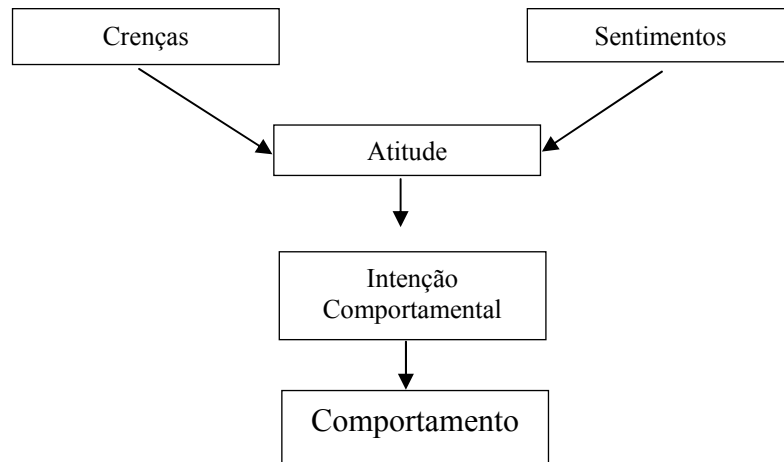 Crenças
Sentimentos
Atitude
Intenção
Comportamental
Comportamento